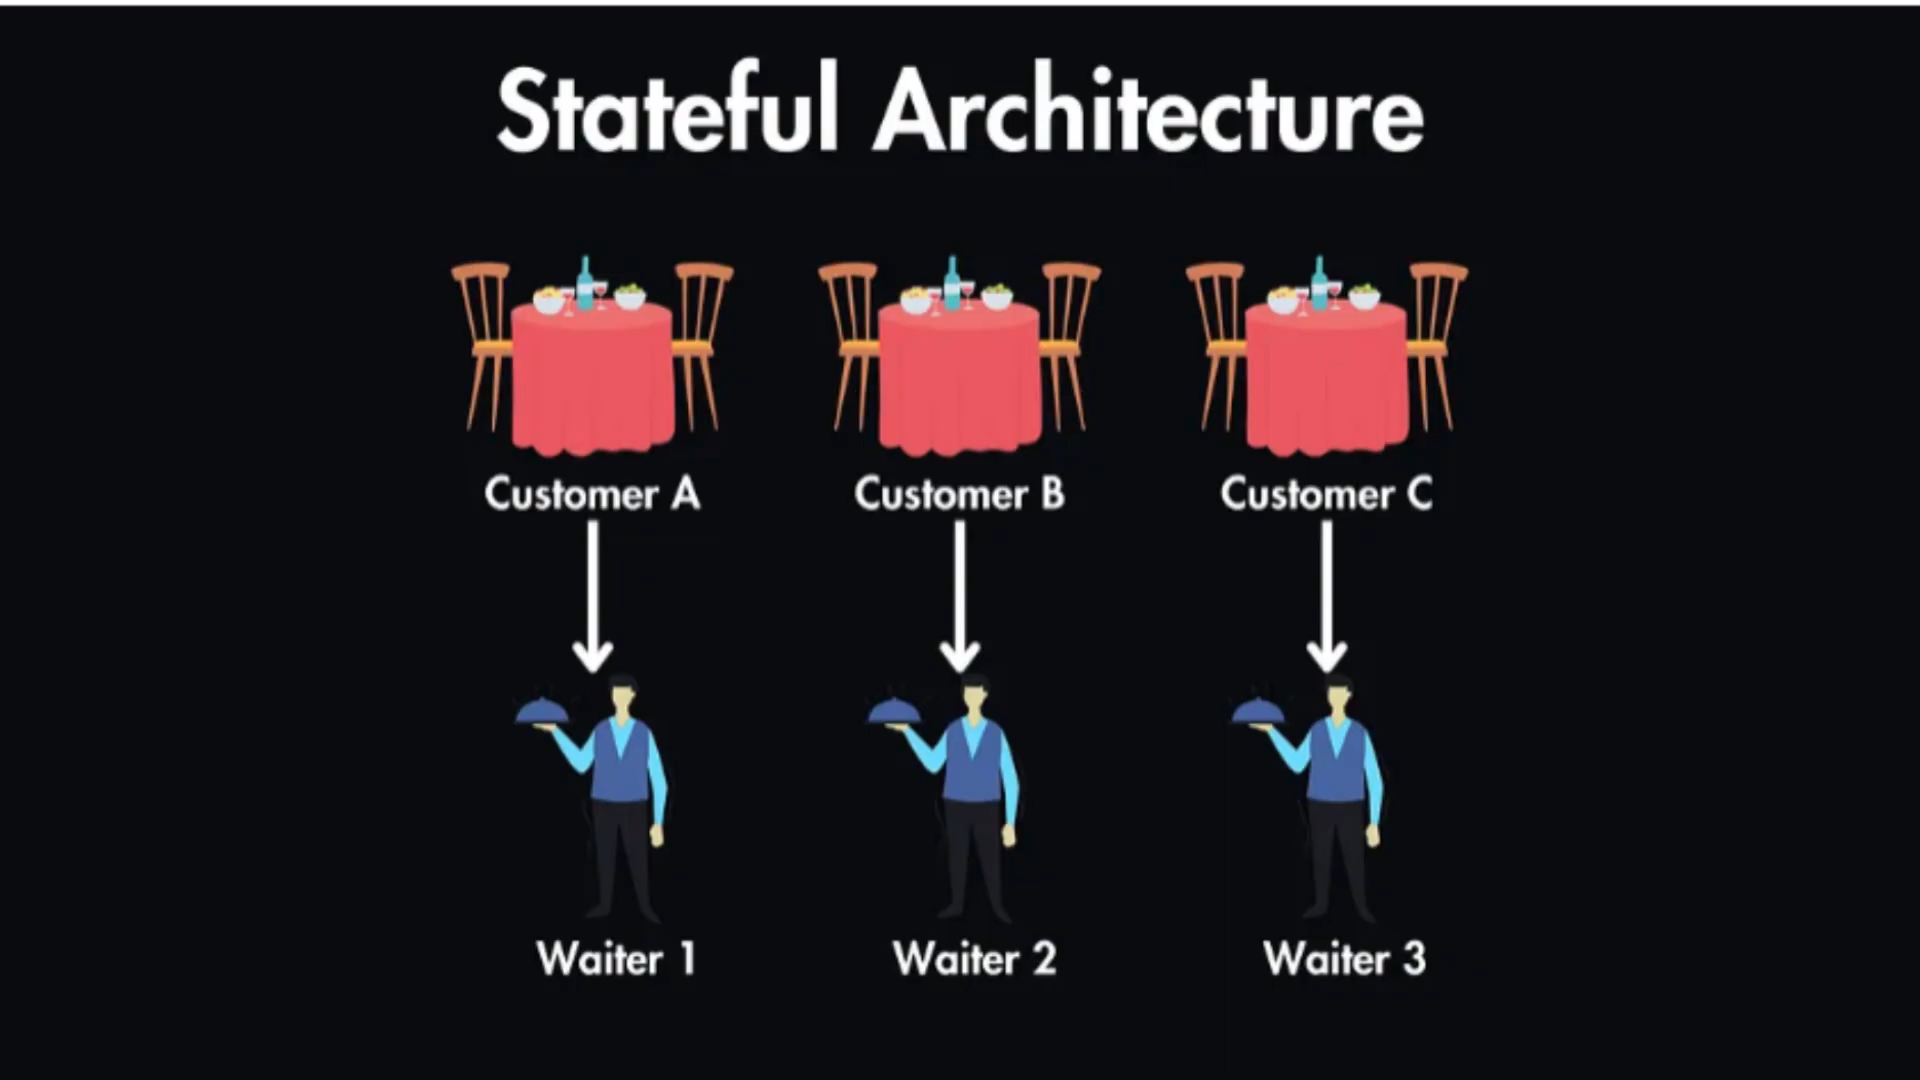 Stateful Architecture
Customer A
Customer B
Customer C
Waiter 1
Waiter 2
Waiter 3